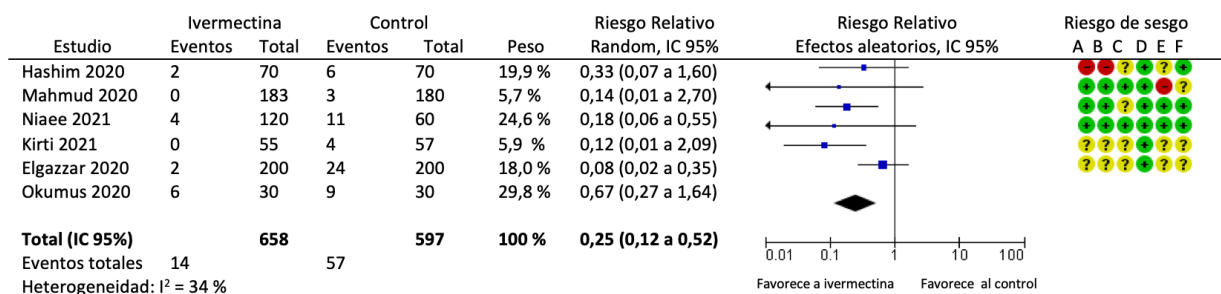 Ivermectina Control Riesgo Relativo Riesgo Relativo Riesgo de sesgo
Estudio Eventos Total Eventos Total Peso Random, IC 95% Efectos aleatorios, IC 95% A B C D E F
Hashim 2020 2 70 6 70 19,9 % 0,33 (0,07 a 1,60) - - ? + ? +
Mahmud 2020 0 183 3 180 5,7 % 0,14 (0,01 a 2,70) + + + + - ?
Niaee 2021 4 120 11 60 24,6 % 0,18 (0,06 a 0,55) + + ? + + +
Kirti 2021 0 55 4 57 5,9 % 0,12 (0,01 a 2,09) + + + + + +
Elgazzar 2020 2 200 24 200 18,0 % 0,08 (0,02 a 0,35) ? ? ? + ? ?
Okumus 2020 6 30 9 30 29,8 % 0,67 (0,27 a 1,64) ? ? ? + ? ?
Total (IC 95%) 658 597 100 % 0,25 (0,12 a 0,52)
0.01 0.1 1 10 100
Eventos totales 14 57
Heterogeneidad: I² = 34 %
Favorece a ivermectina Favorece al control